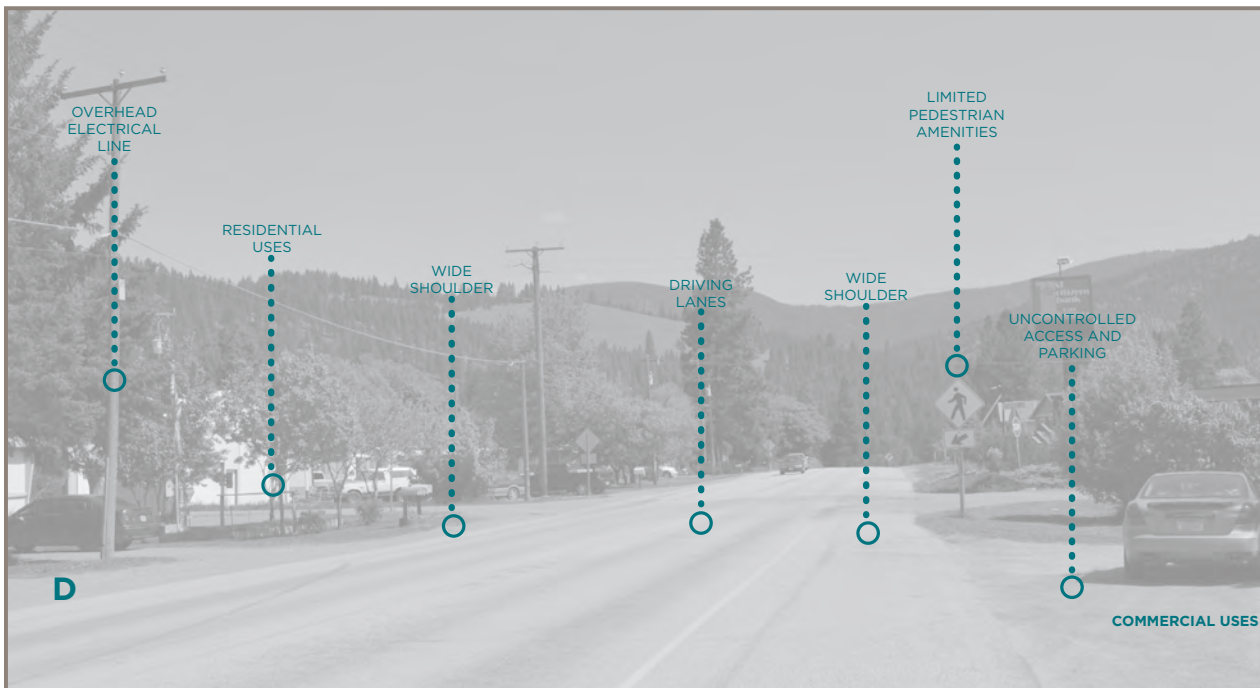 OVERHEAD
ELECTRICAL
LINE
RESIDENTIAL
USES
WIDE
SHOULDER
DRIVING
LANES
WIDE
SHOULDER
LIMITED
PEDESTRIAN
AMENITIES
UNCONTROLLED
ACCESS AND
PARKING
D
COMMERCIAL USES